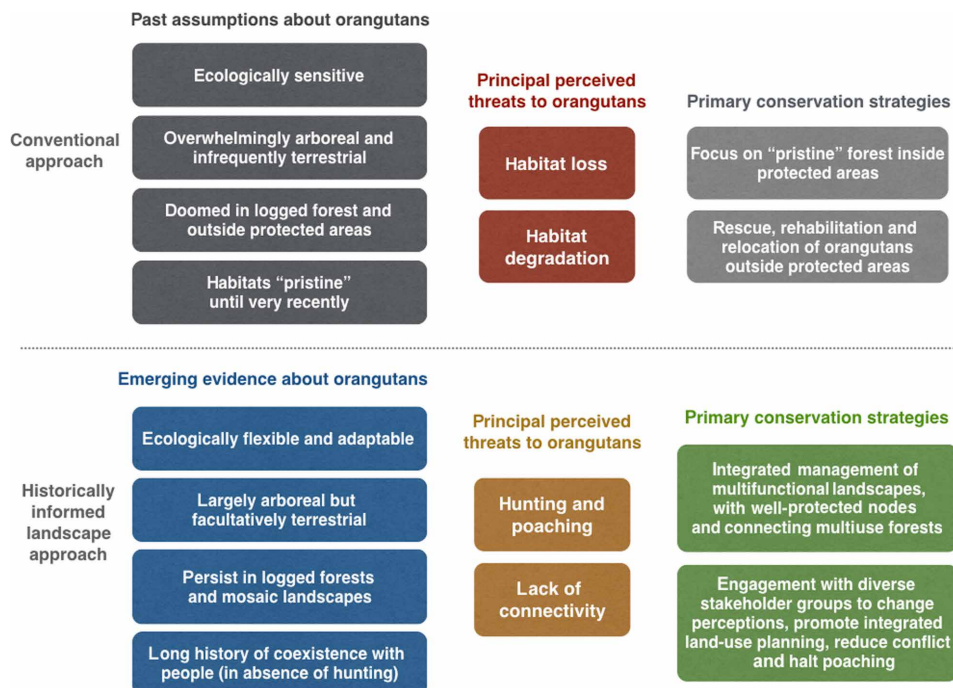 Past assumptions about orangutans
Conventional
approach
Ecologically sensitive
Overwhelmingly arboreal and
infrequently terrestrial
Doomed in logged forest and
outside protected areas
Habitats “pristine”
until very recently
Principal perceived
threats to orangutans
Habitat loss
Habitat
degradation
Primary conservation strategies
Focus on “pristine” forest inside
protected areas
Rescue, rehabilitation and
relocation of orangutans
outside protected areas
Emerging evidence about orangutans
Historically
informed
landscape
approach
Ecologically flexible and adaptable
Largely arboreal but
facultatively terrestrial
Persist in logged forests
and mosaic landscapes
Long history of coexistence with
people (in absence of hunting)
Principal perceived
threats to orangutans
Hunting and
poaching
Lack of
connectivity
Primary conservation strategies
Integrated management of
multifunctional landscapes,
with well-protected nodes
and connecting multiuse forests
Engagement with diverse
stakeholder groups to change
perceptions, promote integrated
land-use planning, reduce conflict
and halt poaching